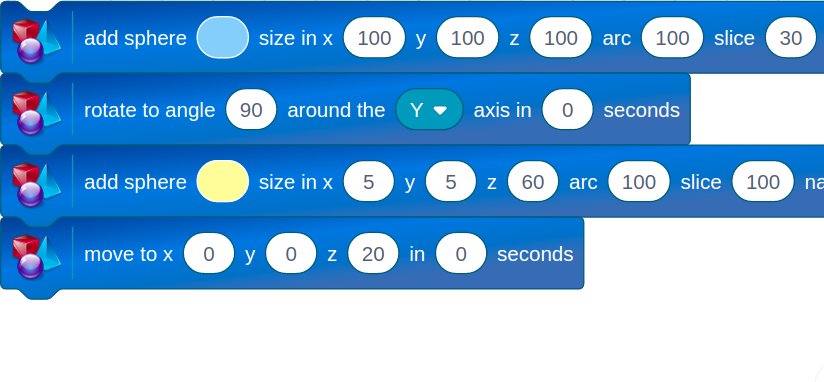 add sphere size in x 100 y 100 z 100 arc 100 slice 30
rotate to angle 90 around the Y axis in 0 seconds
add sphere size in x 5 y 5 z 60 arc 100 slice 100 na
move to x 0 y 0 z 20 in 0 seconds